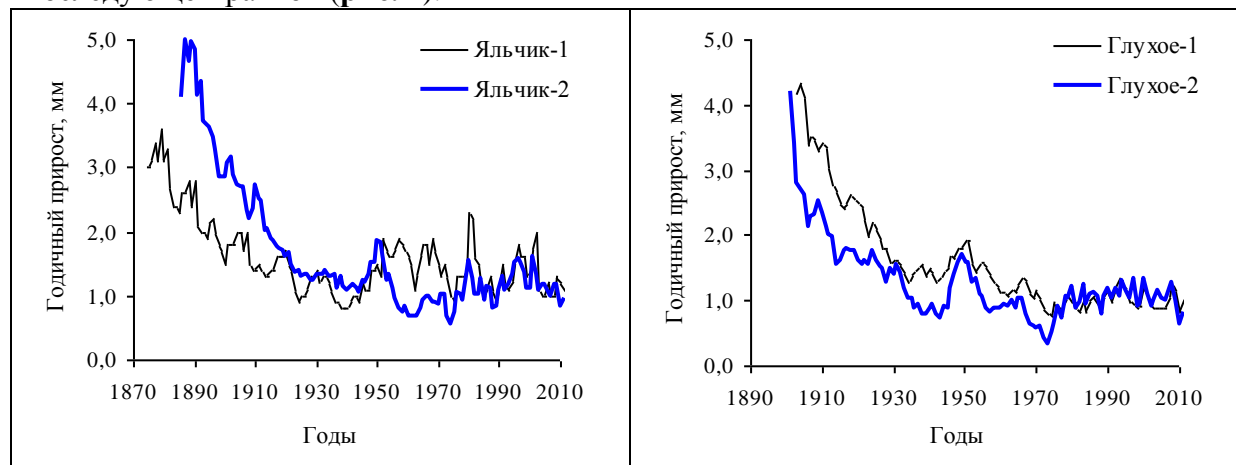 5,0
4,0
3,0
2,0
1,0
0,0
Годичный прирост, мм
Яльчик-1
Яльчик-2
1870 1890 1910 1930 1950 1970 1990 2010
Годы
5,0
4,0
3,0
2,0
1,0
0,0
Годичный прирост, мм
Глухое-1
Глухое-2
1890 1910 1930 1950 1970 1990 2010
Годы